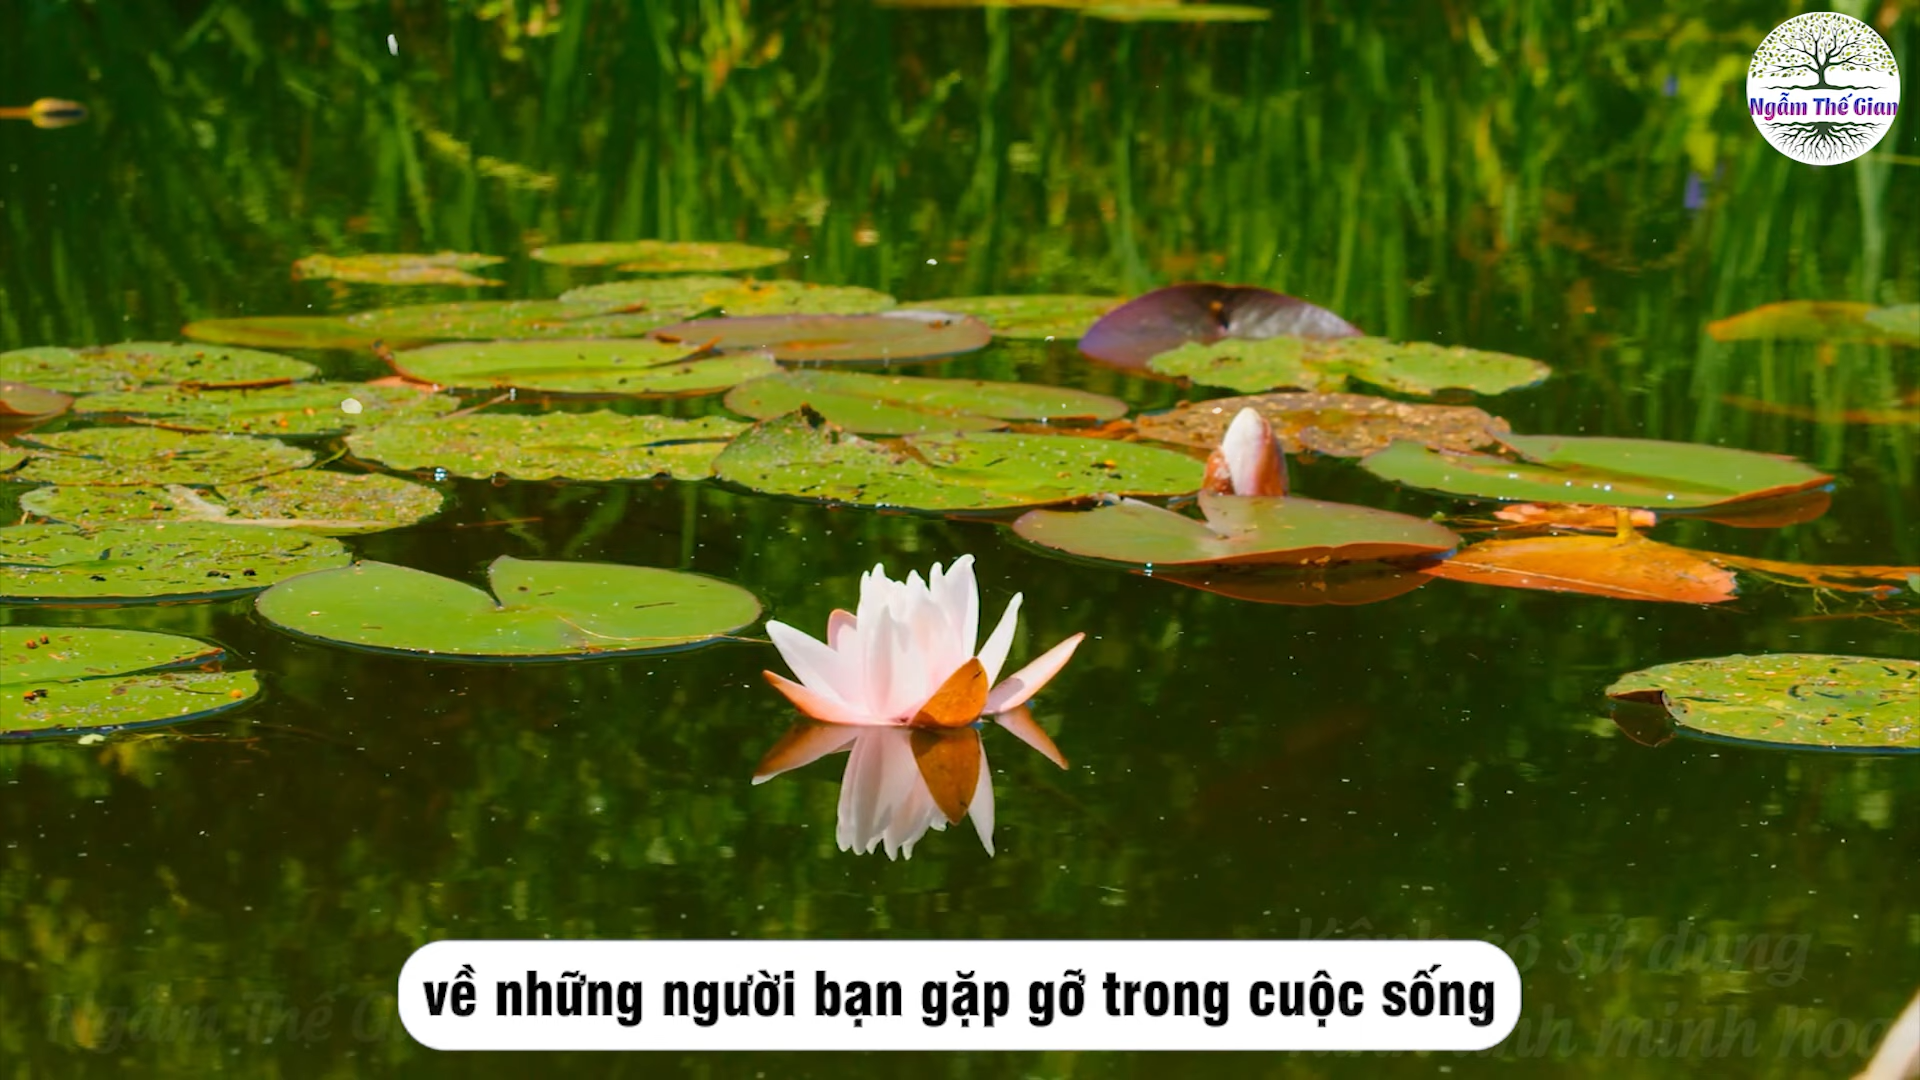 Ngẫm Thế Gian
về những người bạn gặp gỡ trong cuộc sống